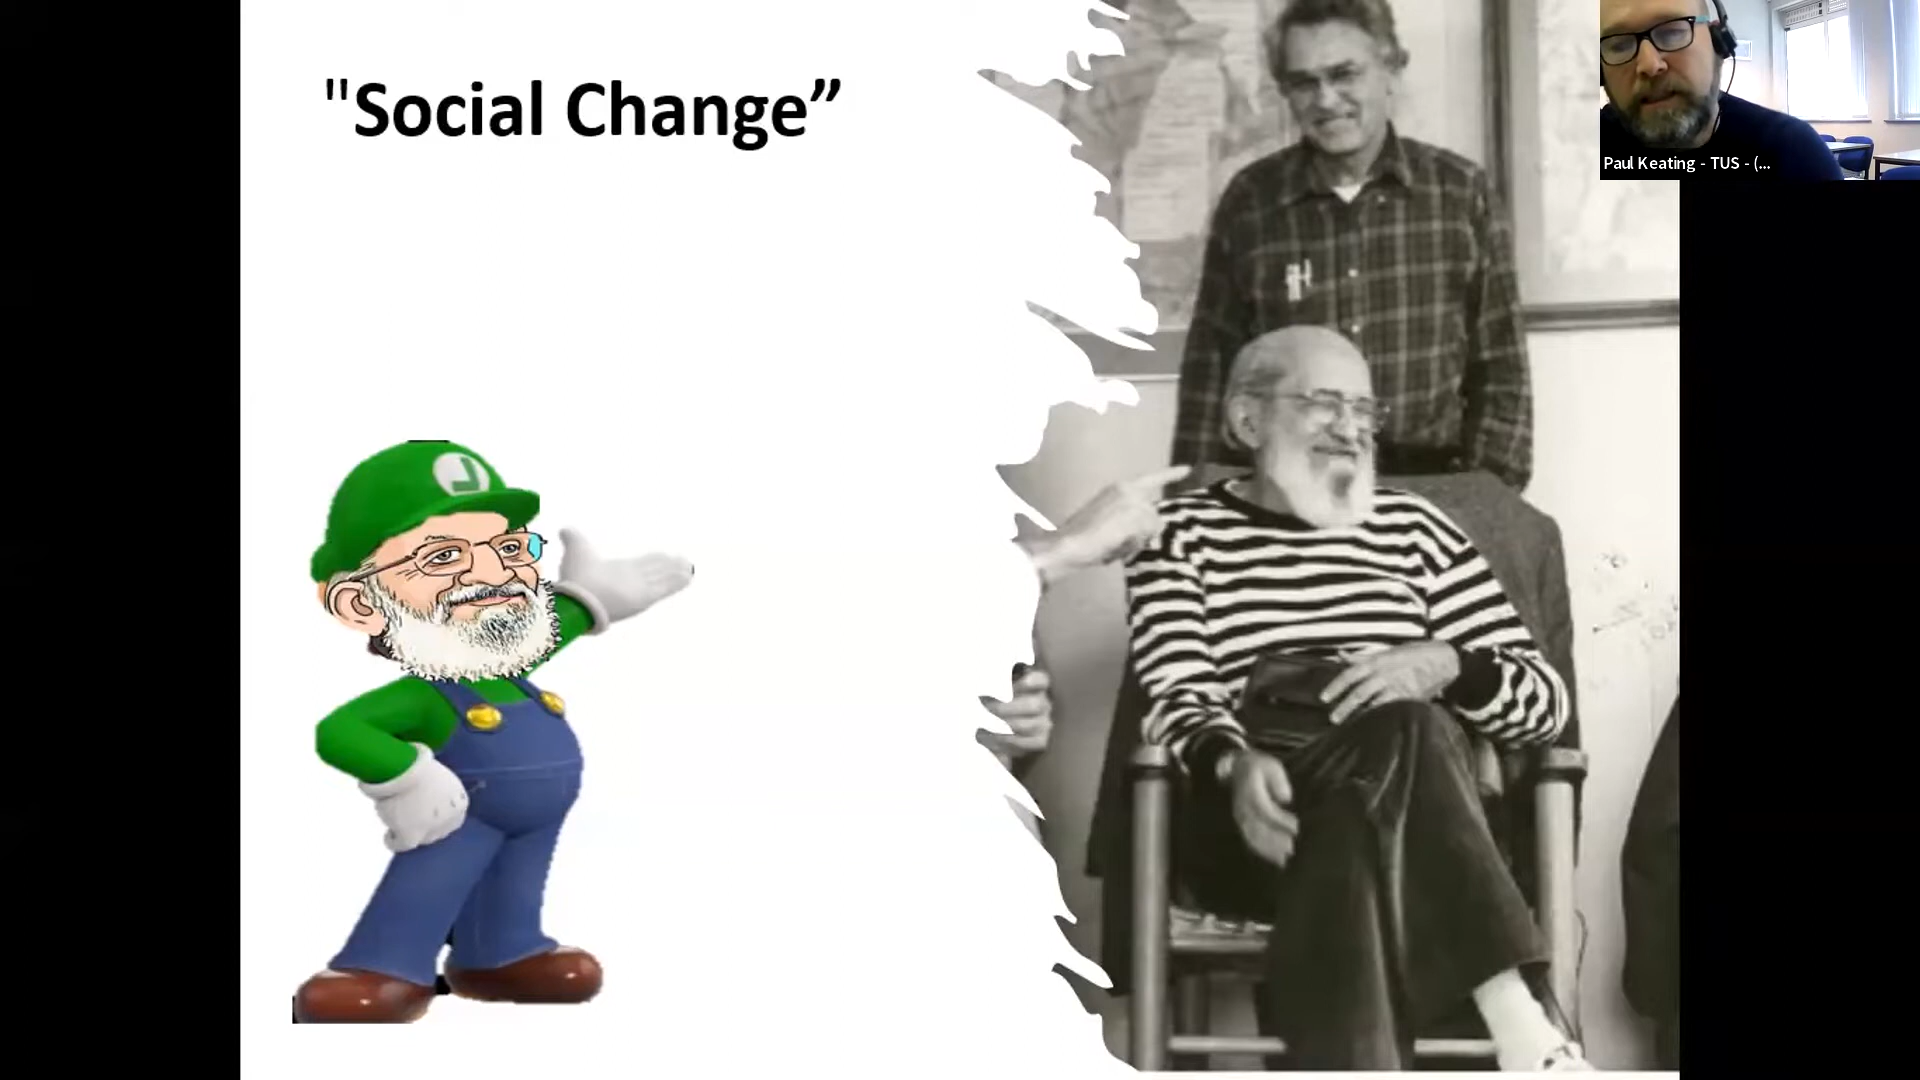 "Social Change”
Paul Keating - TUS - (...